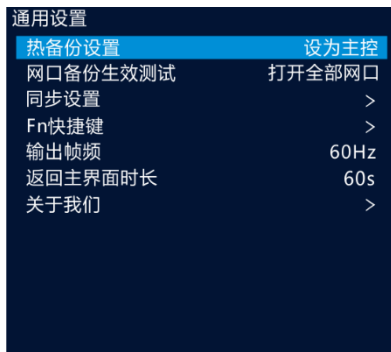 通用设置
热备份设置 设为主控
网口备份生效测试 打开全部网口
同步设置 >
Fn快捷键 >
输出帧频 60Hz
返回主界面时长 60s
关于我们 >